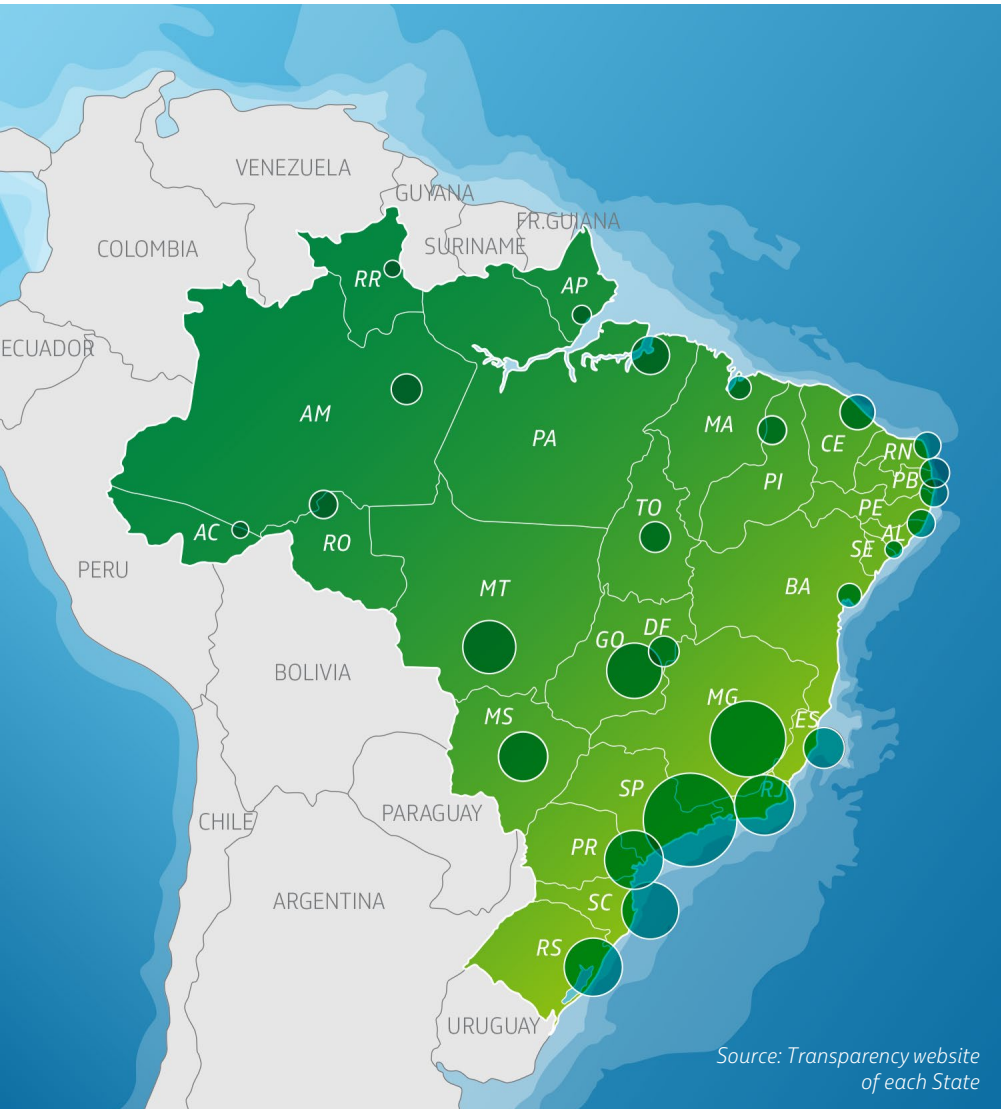 VENEZUELA
GUYANA
FR.GUIANA
COLOMBIA
SURINAME
RR
AP
ECUADOR
AM
MA
PA
CE
RN
PI
PB
TO
PE
AC
RO
AL
SE
PERU
MT
BA
GO
DF
BOLIVIA
MG
MS
ES
SP
RJ
CHILE
PARAGUAY
PR
ARGENTINA
SC
RS
URUGUAY
Source: Transparency website
of each State